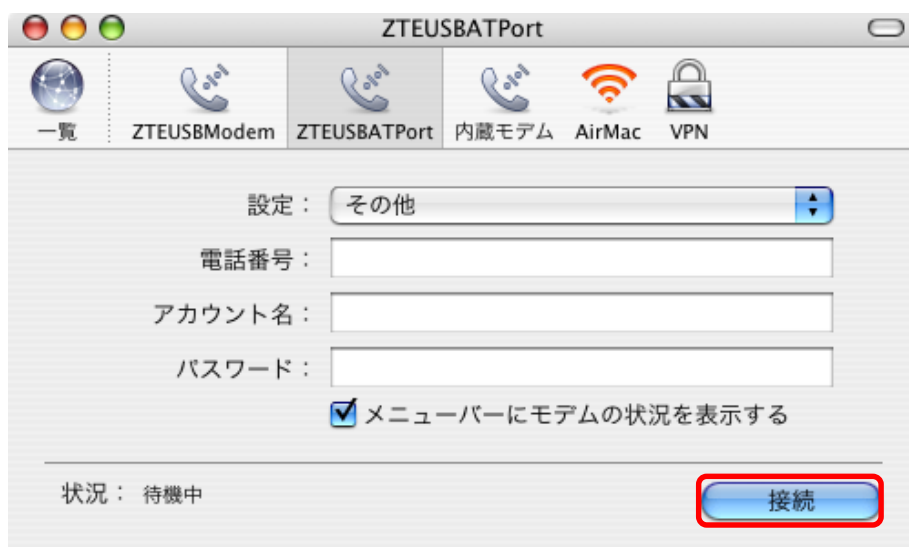 ZTEUSBATPort
一覧 ZTEUSBModem ZTEUSBATPort 内蔵モデム AirMac VPN
設定： その他
電話番号：
アカウント名：
パスワード：
メニューバーにモデムの状況を表示する
状況： 待機中 接続